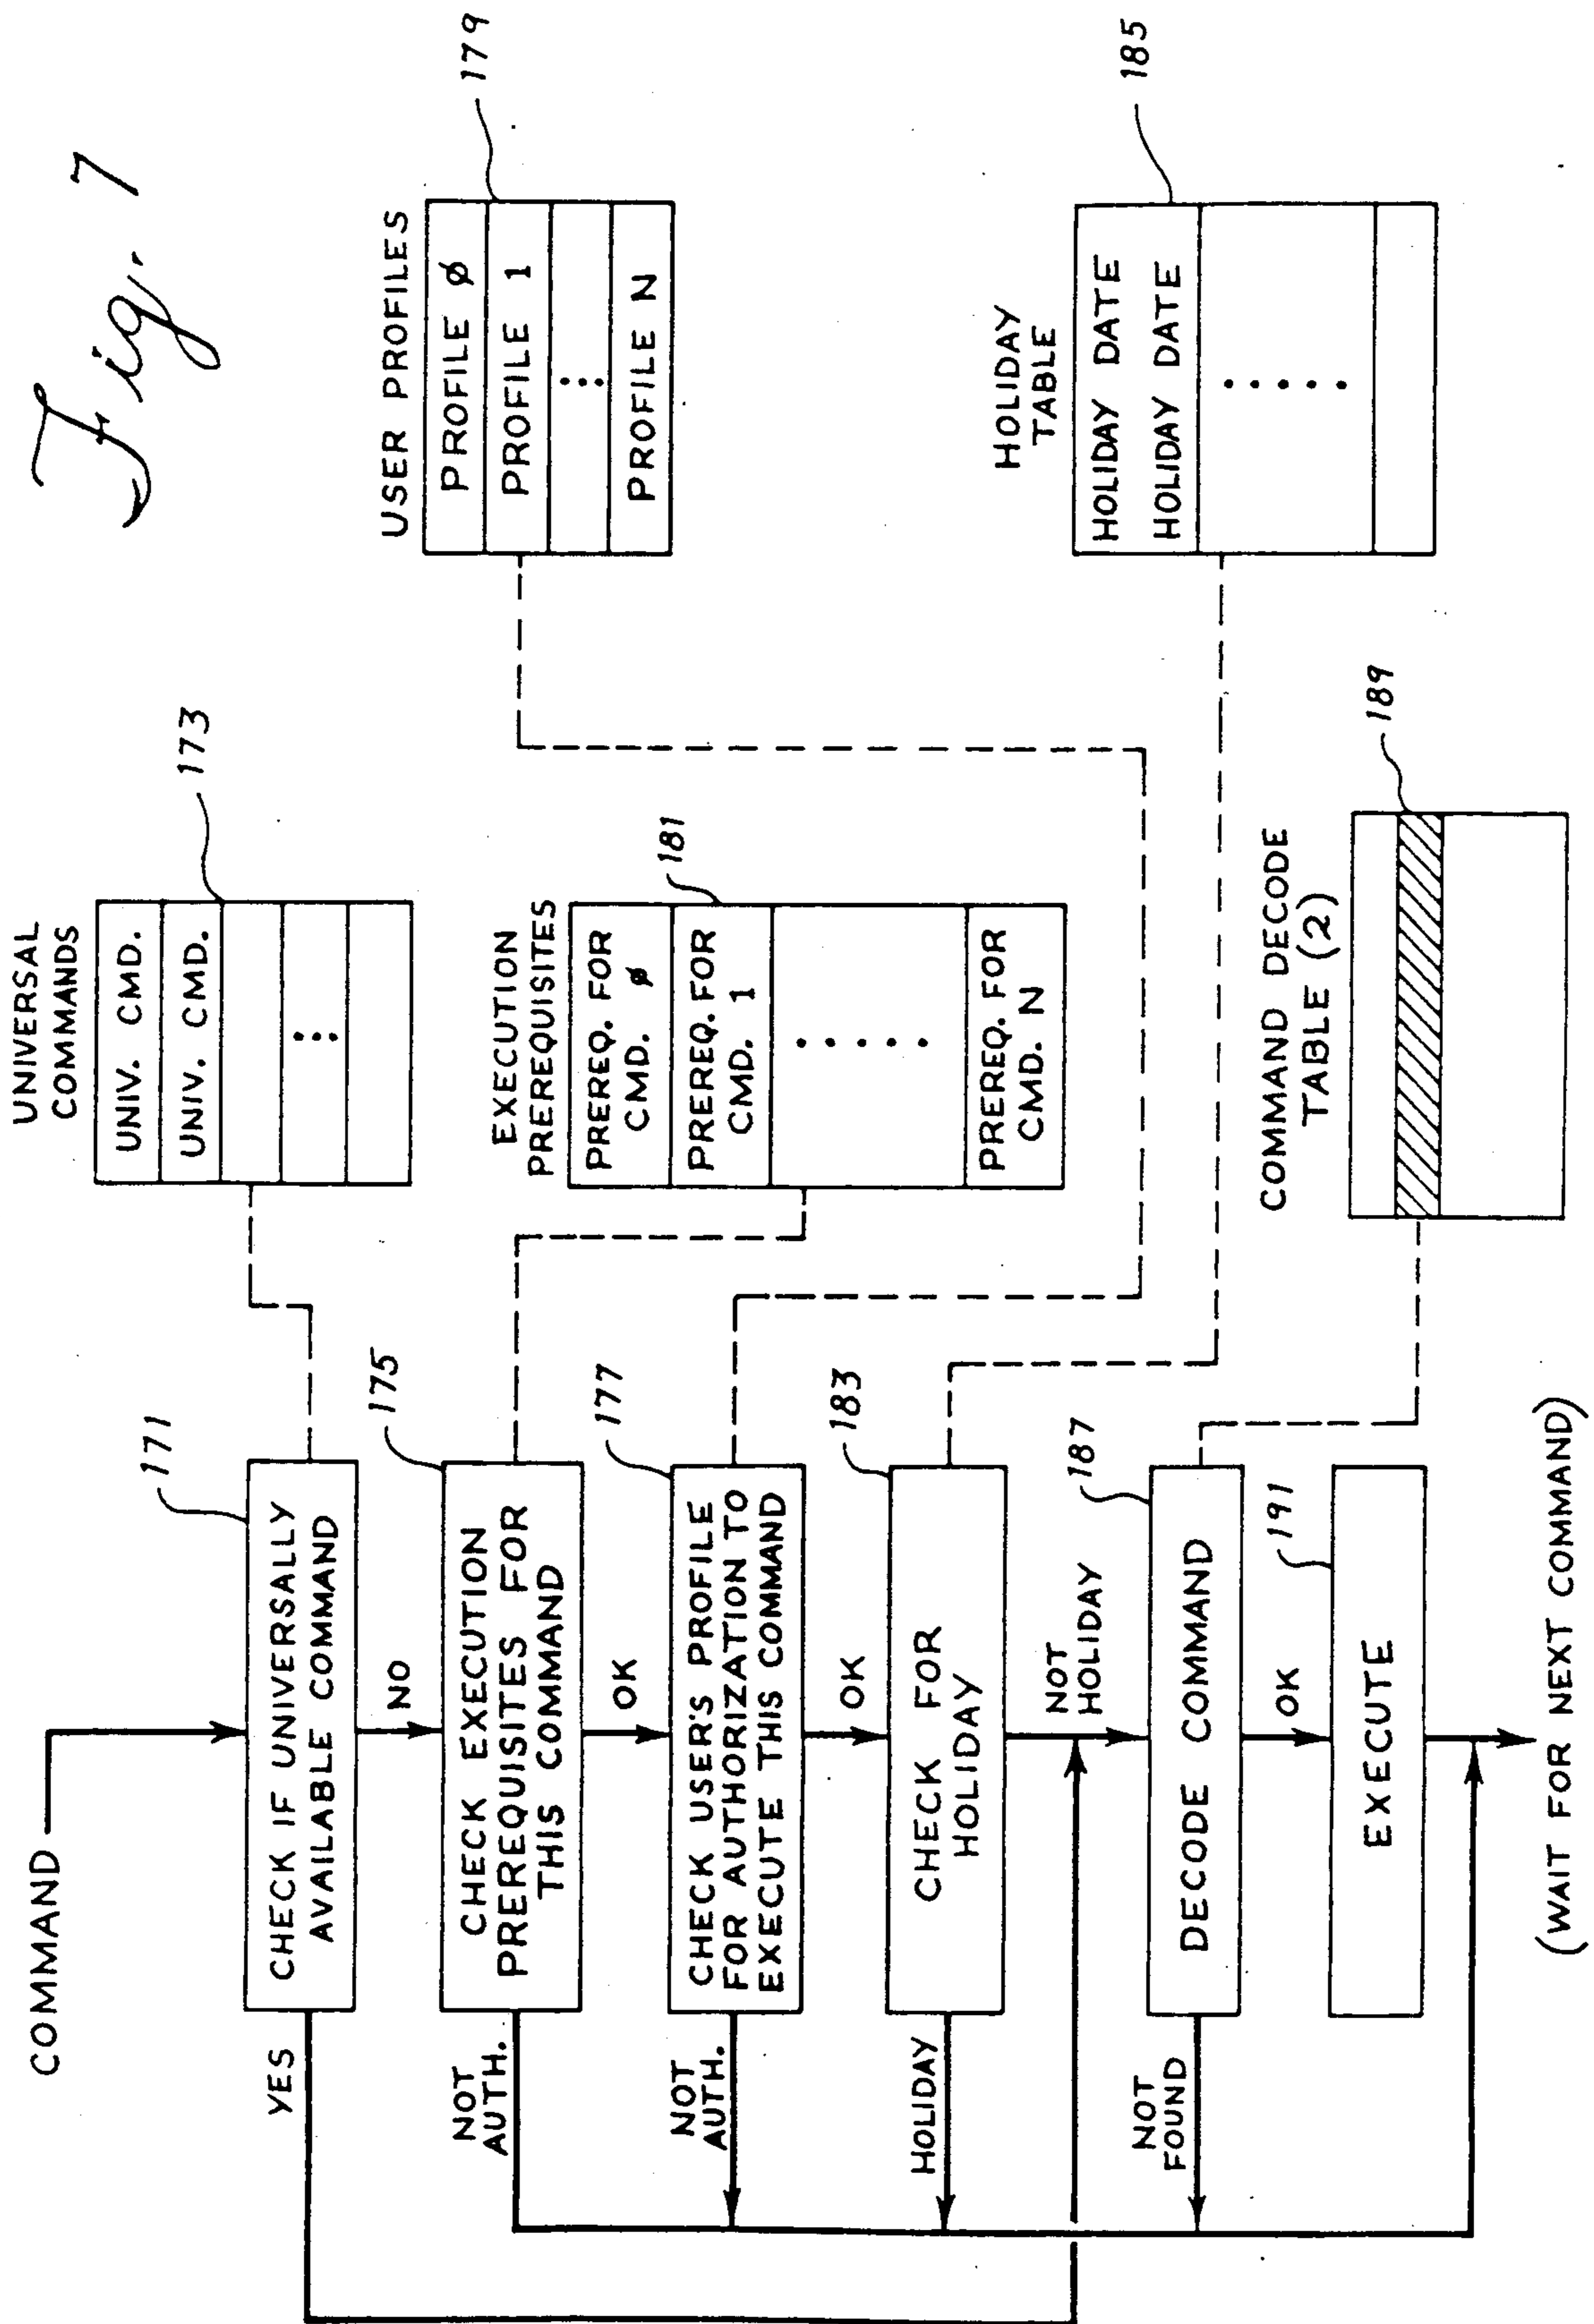 Fig. 7
COMMAND
171
CHECK IF UNIVERSALLY
AVAILABLE COMMAND
YES
NO
UNIVERSAL
COMMANDS
173
UNIV. CMD.
UNIV. CMD.
175
CHECK EXECUTION
PREREQUISITES FOR
THIS COMMAND
NOT
AUTH.
OK
EXECUTION
PREREQUISITES
181
PREREQ. FOR
CMD. ø
PREREQ. FOR
CMD. 1
PREREQ. FOR
CMD. N
177
CHECK USER'S PROFILE
FOR AUTHORIZATION TO
EXECUTE THIS COMMAND
NOT
AUTH.
OK
USER PROFILES
179
PROFILE ø
PROFILE 1
PROFILE N
183
CHECK FOR
HOLIDAY
HOLIDAY
NOT
HOLIDAY
HOLIDAY
TABLE
185
HOLIDAY DATE
HOLIDAY DATE
187
DECODE COMMAND
NOT
FOUND
OK
COMMAND DECODE
TABLE (2)
189
191
EXECUTE
(WAIT FOR NEXT COMMAND)